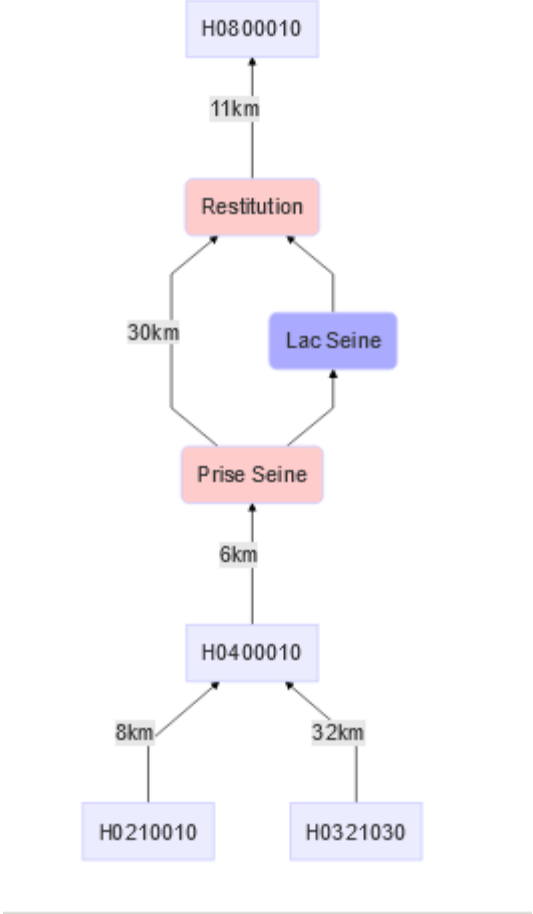 H0800010
11km
Restitution
30km
Lac Seine
Prise Seine
6km
H0400010
8km
32km
H0210010
H0321030